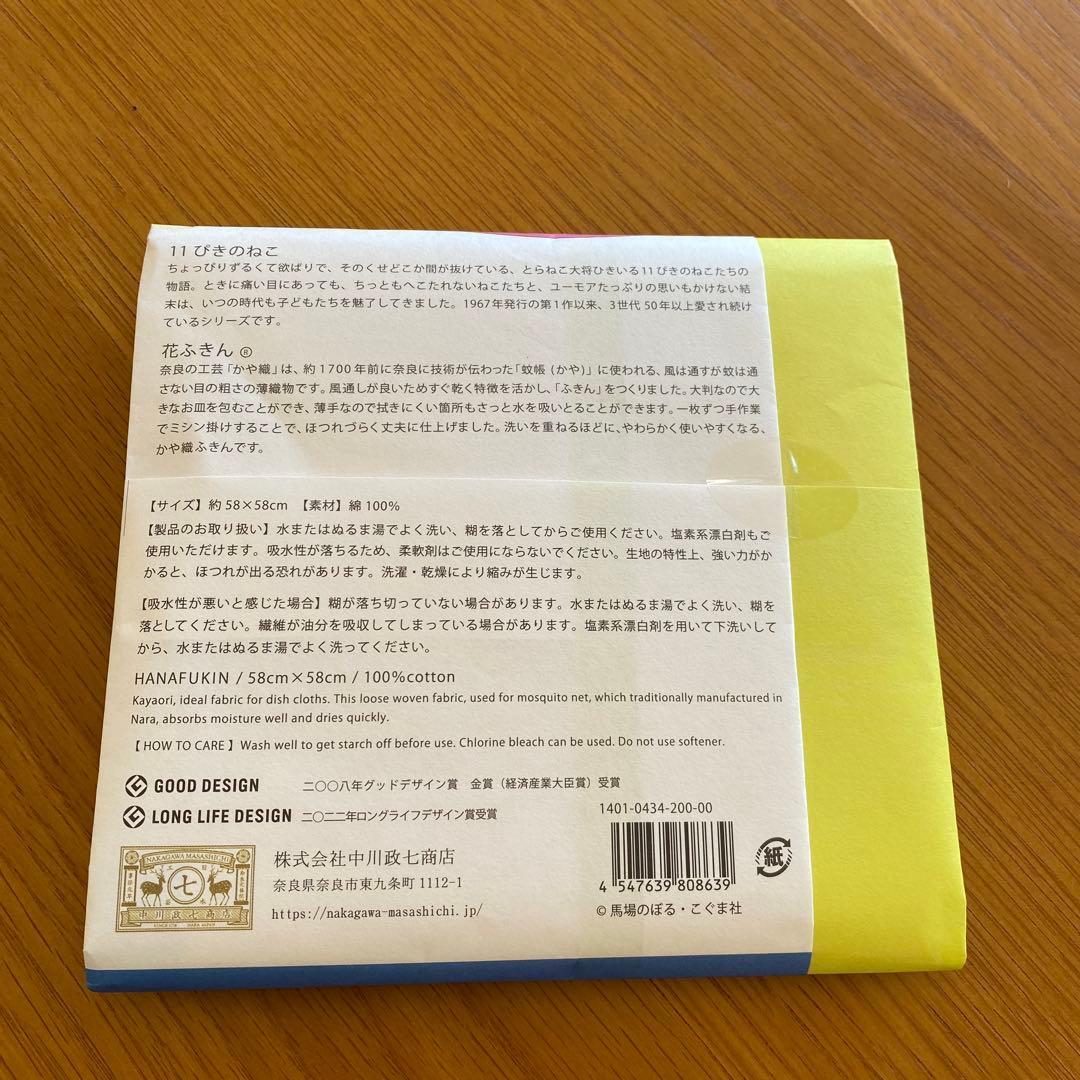 11ぴきのねこ
ちょっぴりずるくて欲ばりで、そのくせどこか間が抜けている、とらねこ大将ひきいる11ぴきのねこたちの
物語。ときに痛い目にあっても、ちっともへこたれないねこたちと、ユーモアたっぷりの思いもかけない結
末は、いつの時代も子どもたちを魅了してきました。1967年発行の第1作以来、3世代50年以上愛され続け
ているシリーズです。
花ふきん ®
奈良の工芸「かや織」は、約1700年前に奈良に技術が伝わった「蚊帳(かや)」に使われる、風は通すが蚊は通
さない目の粗さの薄織物です。風通しが良いためすぐ乾く特徴を活かし、「ふきん」をつくりました。大判なので大
きなお皿を包むことができ、薄手なので拭きにくい箇所もさっと水を吸いとることができます。一枚ずつ手作業
でミシン掛けすることで、ほつれづらく丈夫に仕上げました。洗いを重ねるほどに、やわらかく使いやすくなる、
かや織ふきんです。
【サイズ】約58×58cm 【素材】綿100%
【製品のお取り扱い】水またはぬるま湯でよく洗い、糊を落としてからご使用ください。塩素系漂白剤もご
使用いただけます。吸水性が落ちるため、柔軟剤はご使用にならないでください。生地の特性上、強い力がか
かると、ほつれが出る恐れがあります。洗濯・乾燥により縮みが生じます。
【吸水性が悪いと感じた場合】糊が落ち切っていない場合があります。水またはぬるま湯でよく洗い、糊を
落としてください。繊維が油分を吸収してしまっている場合があります。塩素系漂白剤を用いて下洗いして
から、水またはぬるま湯でよく洗ってください。
HANAFUKIN / 58cm×58cm / 100%cotton
Kayaori, ideal fabric for dish cloths. This loose woven fabric, used for mosquito net, which traditionally manufactured in
Nara, absorbs moisture well and dries quickly.
【 HOW TO CARE 】Wash well to get starch off before use. Chlorine bleach can be used. Do not use softener.
GOOD DESIGN 二〇〇八年グッドデザイン賞 金賞(経済産業大臣賞)受賞
LONG LIFE DESIGN 二〇二二年ロングライフデザイン賞受賞
1401-0434-200-00
NAKAGAWA MASASHICHI
七
中川政七商店
SINCE 1716 NARA JAPAN
株式会社中川政七商店
奈良県奈良市東九条町1112-1
https://nakagawa-masashichi.jp/
4 547639 808639
紙
© 馬場のぼる・こぐま社